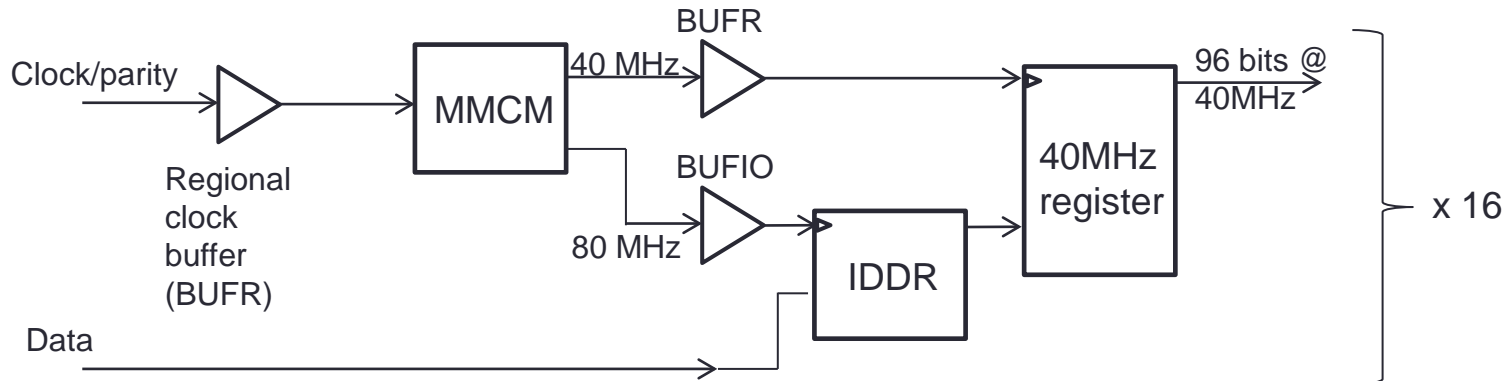 BUFR
Clock/parity
40 MHz
96 bits @
40MHz
MMCM
Regional
clock
buffer
(BUFR)
BUFIO
80 MHz
40MHz
register
x 16
IDDR
Data